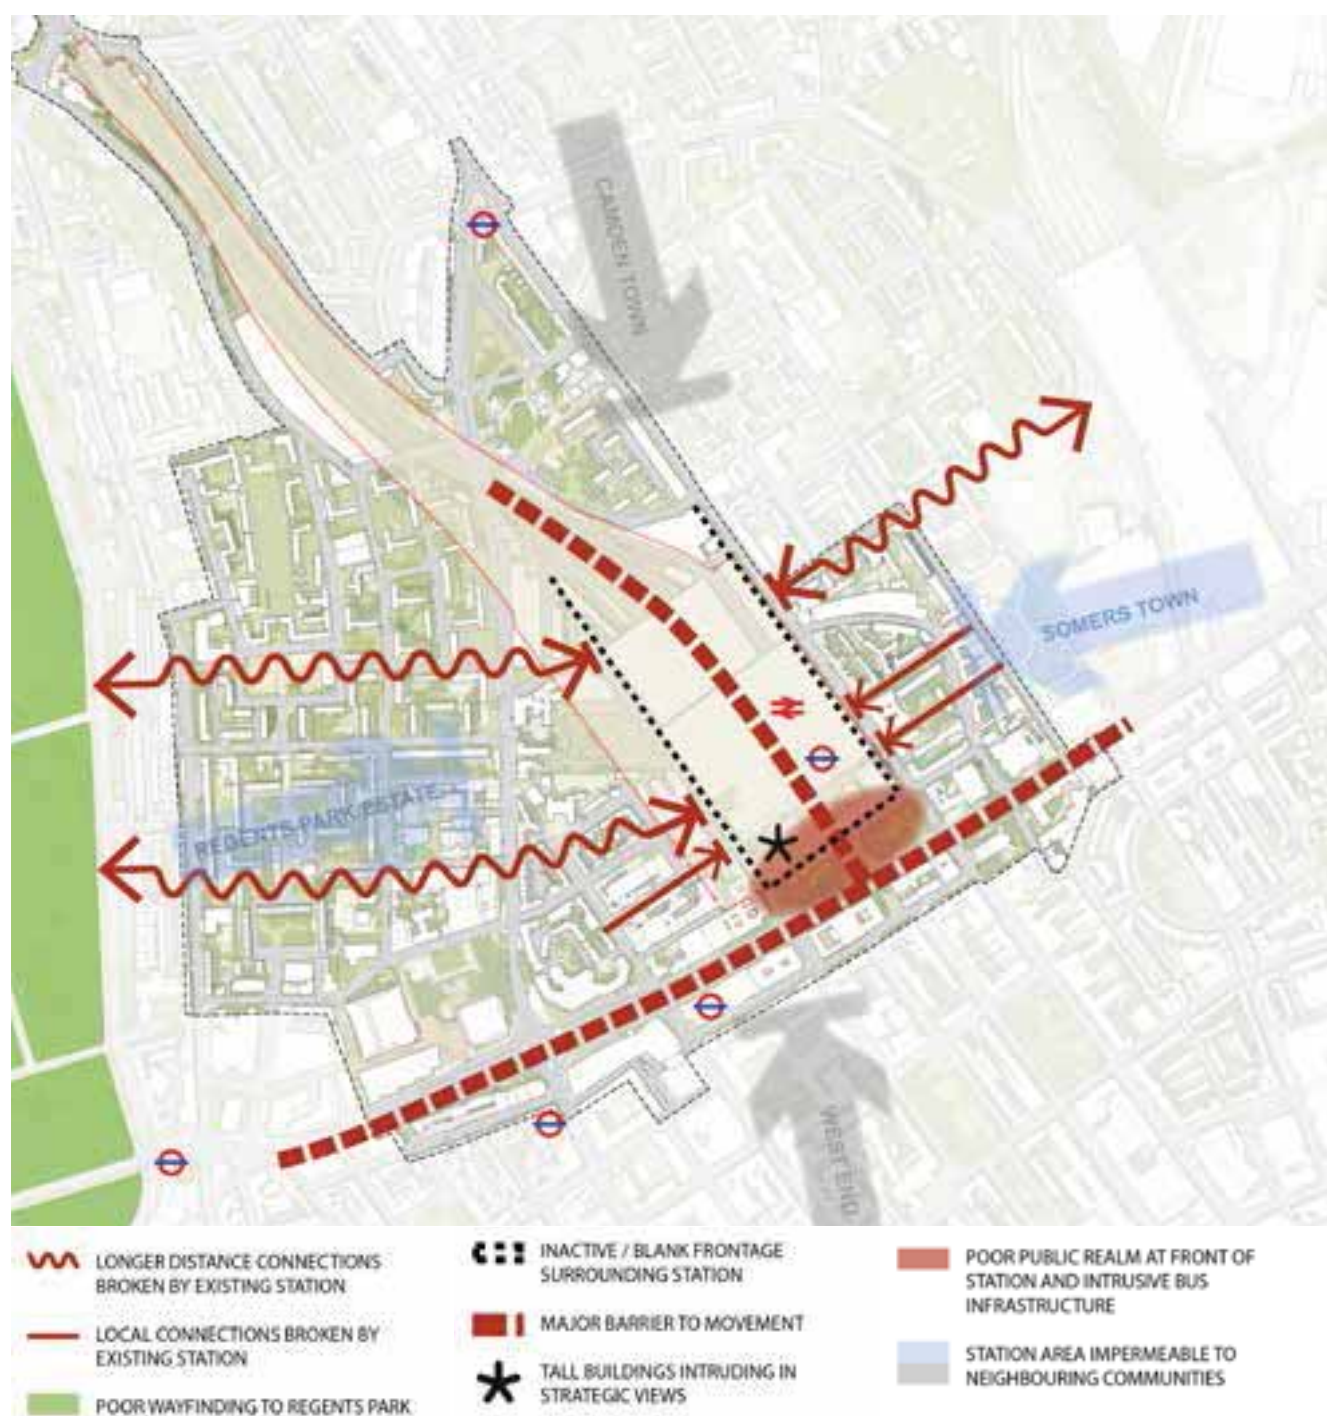 CAMDEN TOWN
SOMERS TOWN
REGENTS PARK ESTATE
WEST END
LONGER DISTANCE CONNECTIONS
BROKEN BY EXISTING STATION
LOCAL CONNECTIONS BROKEN BY
EXISTING STATION
POOR WAYFINDING TO REGENTS PARK
INACTIVE / BLANK FRONTAGE
SURROUNDING STATION
MAJOR BARRIER TO MOVEMENT
TALL BUILDINGS INTRUDING IN
STRATEGIC VIEWS
POOR PUBLIC REALM AT FRONT OF
STATION AND INTRUSIVE BUS
INFRASTRUCTURE
STATION AREA IMPERMEABLE TO
NEIGHBOURING COMMUNITIES